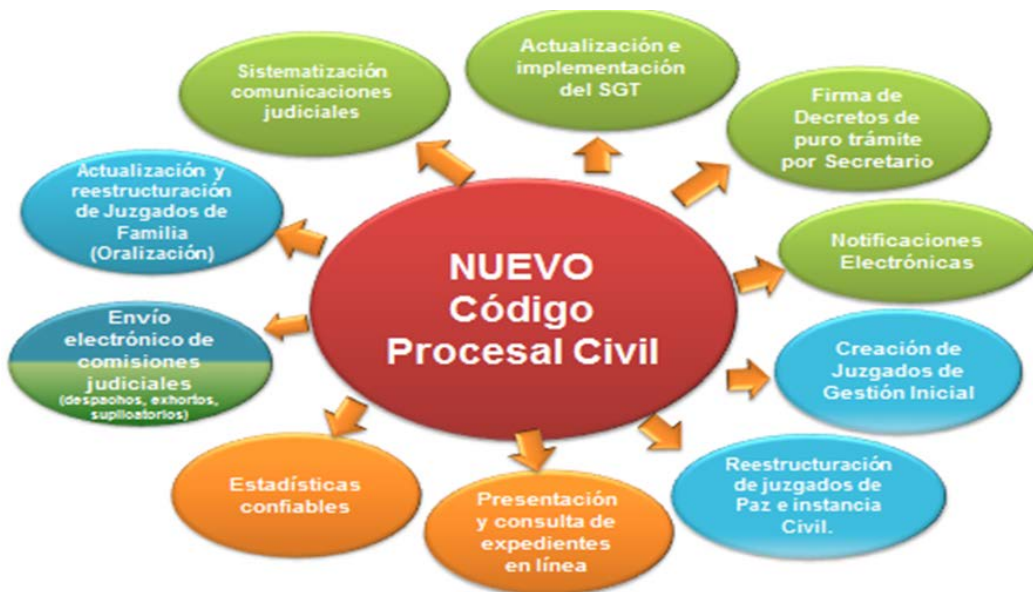 NUEVO
Código
Procesal Civil
Actualización e
implementación
del SGT
Firma de
Decretos de
puro trámite
por Secretario
Notificaciones
Electrónicas
Creación de
Juzgados de
Gestión Inicial
Reestructuración
de juzgados de
Paz e instancia
Civil.
Presentación
y consulta de
expedientes
en línea
Estadísticas
confiables
Envío
electrónico de
comisiones
judiciales
(despachos, exhortos,
suplicatorios)
Actualización y
reestructuración
de Juzgados de
Familia
(Oralización)
Sistematización
comunicaciones
judiciales